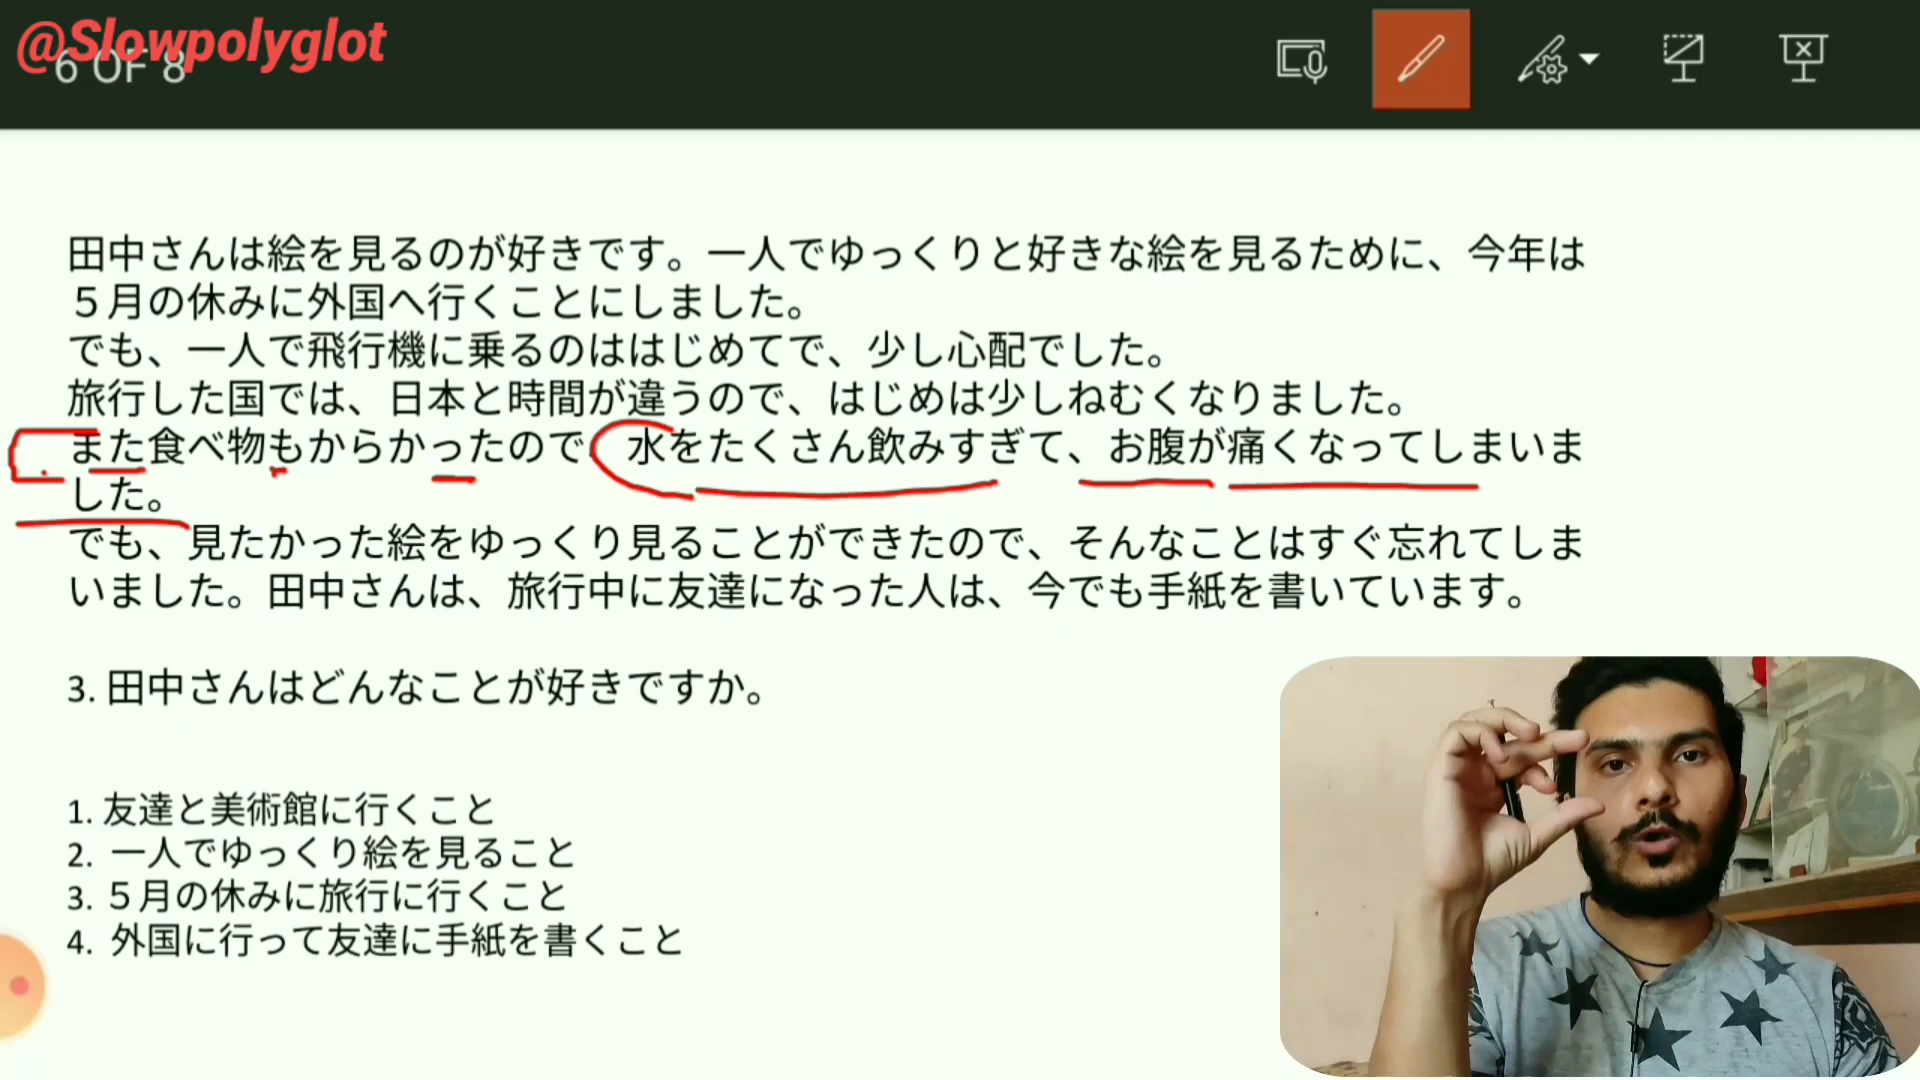 @Slowpolyglot
6 OF 8
田中さんは絵を見るのが好きです。一人でゆっくりと好きな絵を見るために、今年は
５月の休みに外国へ行くことにしました。
でも、一人で飛行機に乗るのははじめてで、少し心配でした。
旅行した国では、日本と時間が違うので、はじめは少しねむくなりました。
また食べ物もからかったので 水をたくさん飲みすぎて、お腹が痛くなってしまいま
した。
でも、見たかった絵をゆっくり見ることができたので、そんなことはすぐ忘れてしま
いました。田中さんは、旅行中に友達になった人は、今でも手紙を書いています。
3. 田中さんはどんなことが好きですか。
1. 友達と美術館に行くこと
2. 一人でゆっくり絵を見ること
3. ５月の休みに旅行に行くこと
4. 外国に行って友達に手紙を書くこと